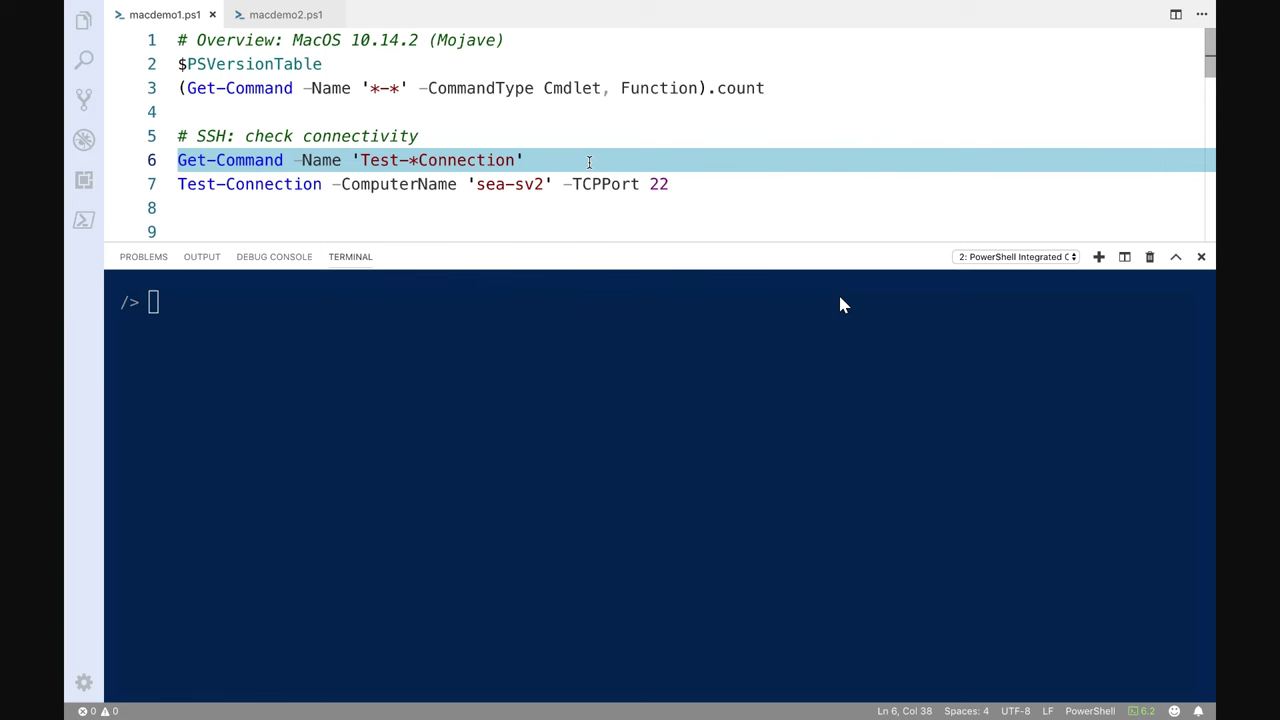 macdemo1.ps1 macdemo2.ps1
1 # Overview: MacOS 10.14.2 (Mojave)
2 $PSVersionTable
3 (Get-Command -Name '*-*' -CommandType Cmdlet, Function).count
4
5 # SSH: check connectivity
6 Get-Command -Name 'Test-*Connection'
7 Test-Connection -ComputerName 'sea-sv2' -TCPPort 22
8
9
PROBLEMS OUTPUT DEBUG CONSOLE TERMINAL 2: PowerShell Integrated C
/>
0 0 Ln 6, Col 38 Spaces: 4 UTF-8 LF PowerShell 6.2